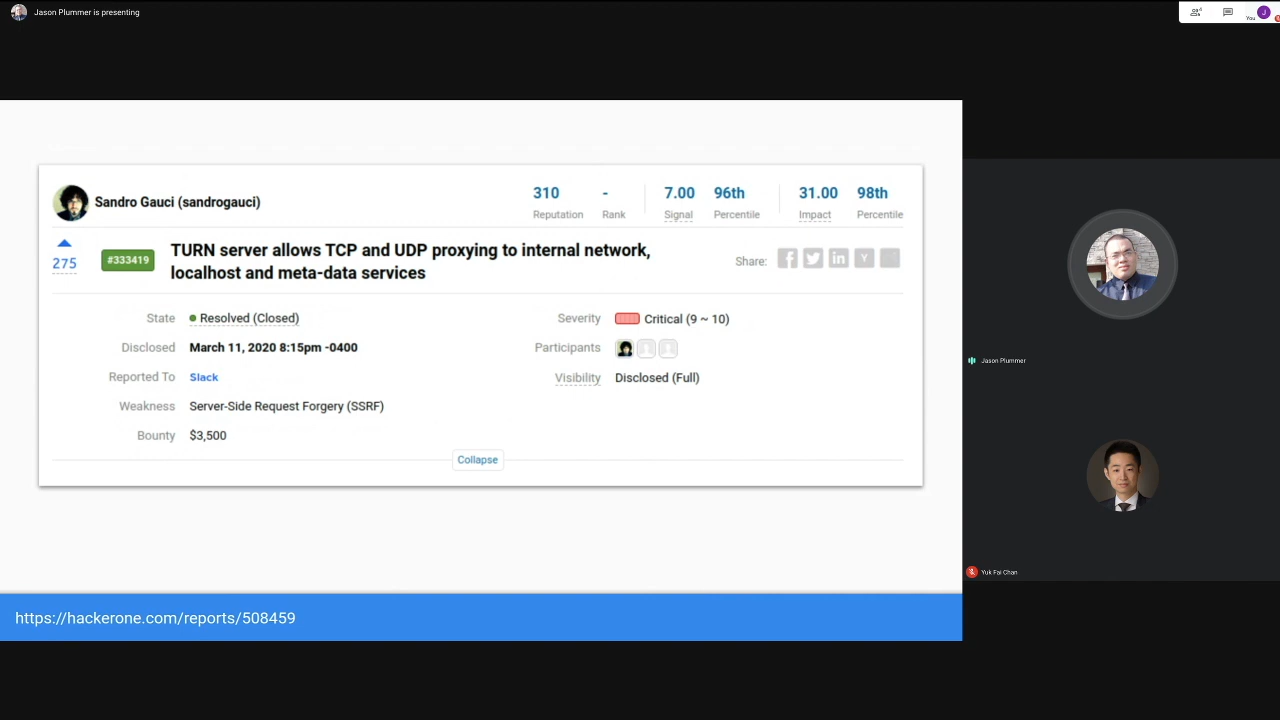 Jason Plummer is presenting
4
You
J
Sandro Gauci (sandrogauci)
310
Reputation
-
Rank
7.00
Signal
96th
Percentile
31.00
Impact
98th
Percentile
275
#333419
TURN server allows TCP and UDP proxying to internal network,
localhost and meta-data services
Share:
State
Resolved (Closed)
Disclosed
March 11, 2020 8:15pm -0400
Reported To
Slack
Weakness
Server-Side Request Forgery (SSRF)
Bounty
$3,500
Severity
Critical (9 ~ 10)
Participants
Visibility
Disclosed (Full)
Collapse
https://hackerone.com/reports/508459
Jason Plummer
Yuk Fai Chan